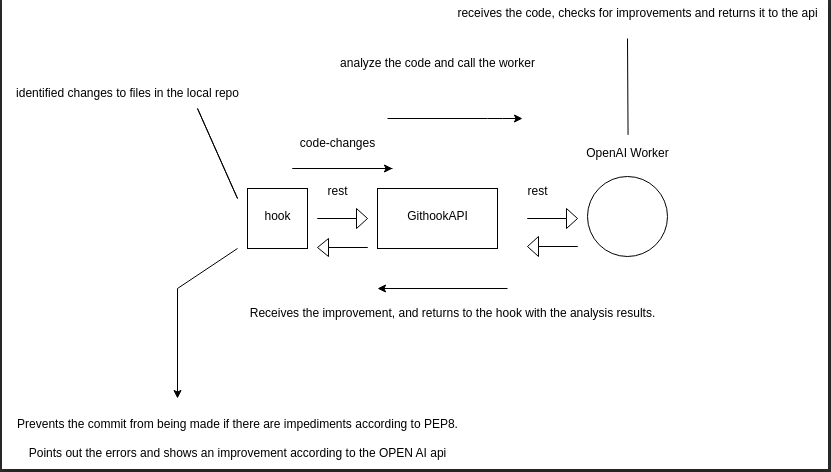 receives the code, checks for improvements and returns it to the api
analyze the code and call the worker
identified changes to files in the local repo
code-changes
OpenAI Worker
rest
rest
hook
GithookAPI
Receives the improvement, and returns to the hook with the analysis results.
Prevents the commit from being made if there are impediments according to PEP8.
Points out the errors and shows an improvement according to the OPEN AI api